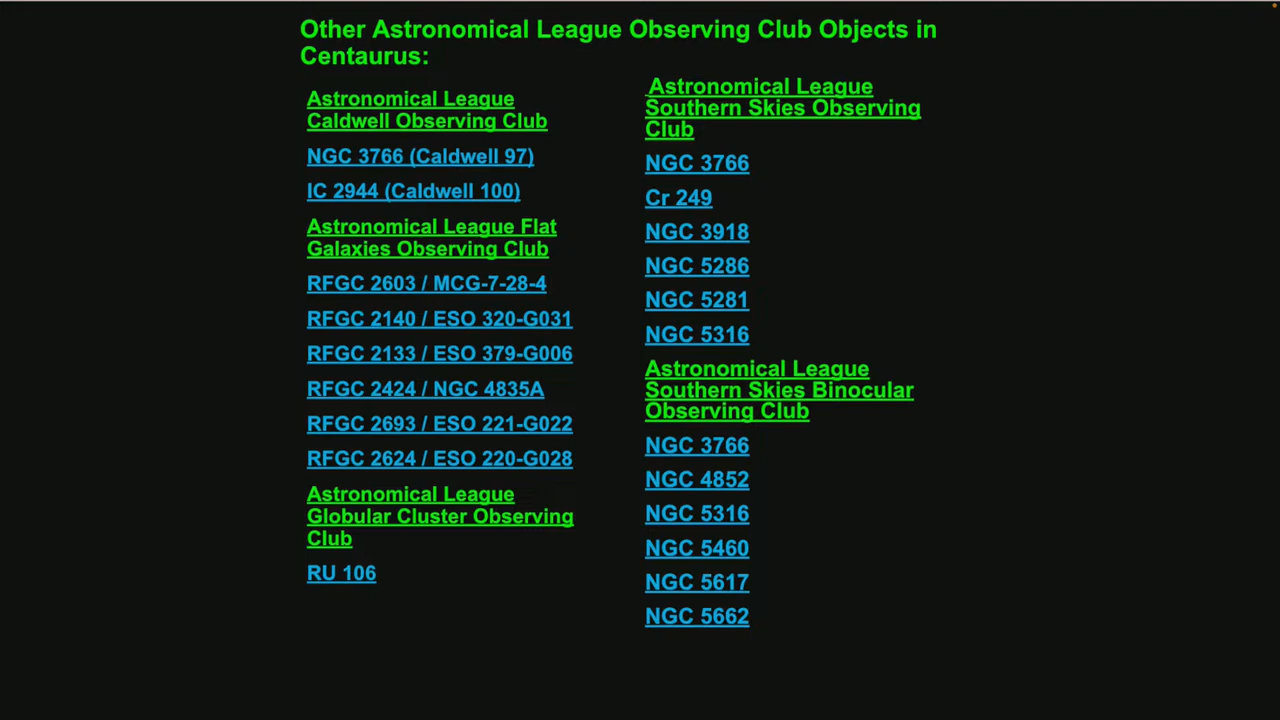 Other Astronomical League Observing Club Objects in
Centaurus:
Astronomical League
Caldwell Observing Club
NGC 3766 (Caldwell 97)
IC 2944 (Caldwell 100)
Astronomical League Flat
Galaxies Observing Club
RFGC 2603 / MCG-7-28-4
RFGC 2140 / ESO 320-G031
RFGC 2133 / ESO 379-G006
RFGC 2424 / NGC 4835A
RFGC 2693 / ESO 221-G022
RFGC 2624 / ESO 220-G028
Astronomical League
Globular Cluster Observing
Club
RU 106
Astronomical League
Southern Skies Observing
Club
NGC 3766
Cr 249
NGC 3918
NGC 5286
NGC 5281
NGC 5316
Astronomical League
Southern Skies Binocular
Observing Club
NGC 3766
NGC 4852
NGC 5316
NGC 5460
NGC 5617
NGC 5662